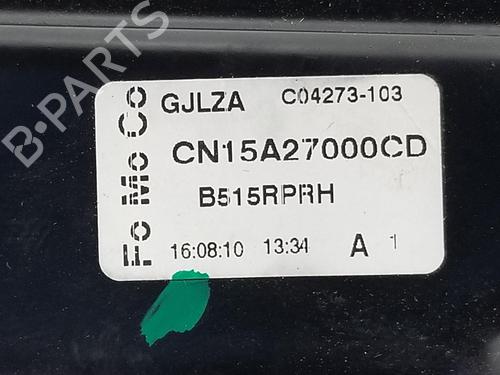 B-PARTS
Fo Mo Co
GJLZA C04273-103
CN15A27000CD
B515RPRH
16:08:10 13:34 A 1